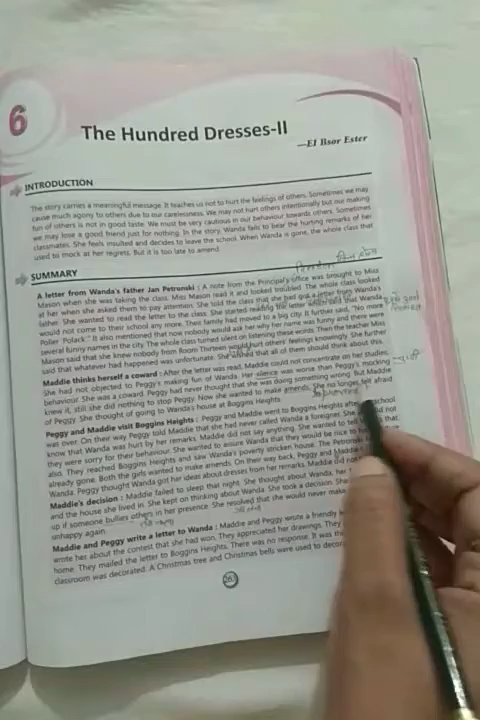 6
The Hundred Dresses-II
—El Bsor Ester
INTRODUCTION
The story carries a meaningful message. It teaches us not to hurt the feelings of others. Sometimes we may
cause much agony to others due to our carelessness. We may not hurt others intentionally but our making
fun of others is not in good taste. We must be very cautious in our behaviour towards others. Sometimes
we may lose a good friend just for nothing. In the story, Wanda fails to bear the hurting remarks of her
classmates. She feels insulted and decides to leave the school. When Wanda is gone, the whole class that
used to mock at her regrets. But it is too late to amend.
SUMMARY
A letter from Wanda's father Jan Petronski : A note from the Principal's office was brought to Miss
Mason when she was taking the class. Miss Mason read it and looked troubled. The whole class looked
at her when she asked them to pay attention. She told the class that she had got a letter from Wanda's
father. She wanted to read the letter to the class. She started reading the letter which said that Wanda
would not come to their school any more. Their family had moved to a big city. It further said, "No more
Poller Polack." It also mentioned that now nobody would ask her why her name was funny and there were
several funny names in the city. The whole class turned silent on listening these words. Then the teacher Miss
Mason said that she knew nobody from Room Thirteen would hurt others' feelings knowingly. She further
said that whatever had happened was unfortunate. She wished that all of them should think about this.
Maddie thinks herself a coward : After the letter was read, Maddie could not concentrate on her studies.
She had not objected to Peggy's making fun of Wanda. Her silence was worse than Peggy's mocking
behaviour. She was a coward. Peggy had never thought that she was doing something wrong. But Maddie
knew it, still she did nothing to stop Peggy. Now she wanted to make amends. She no longer felt afraid
of Peggy. She thought of going to Wanda's house at Boggins Heights.
Peggy and Maddie visit Boggins Heights : Peggy and Maddie went to Boggins Heights after school
was over. On their way Peggy told Maddie that she had never called Wanda a foreigner. She did not
know that Wanda was hurt by her remarks. Maddie did not say anything. She wanted to tell Wanda that
they were sorry for their behaviour. She wanted to assure Wanda that they would be nice to
also. They reached Boggins Heights and saw Wanda's poverty stricken house. The Petronski
already gone. Both the girls wanted to make amends. On their way back, Peggy and Maddie
Wanda. Peggy thought Wanda got her ideas about dresses from her remarks. Maddie did not
Maddie's decision : Maddie failed to sleep that night. She thought about Wanda, her
and the house she lived in. She kept on thinking about Wanda. She took a decision. She
up if someone bullies others in her presence. She resolved that she would never make
unhappy again.
Maddie and Peggy write a letter to Wanda : Maddie and Peggy wrote a friendly
wrote her about the contest that she had won. They appreciated her drawings. They
home. They mailed the letter to Boggins Heights. There was no response. It was the
classroom was decorated. A Christmas tree and Christmas bells were used to decor
263